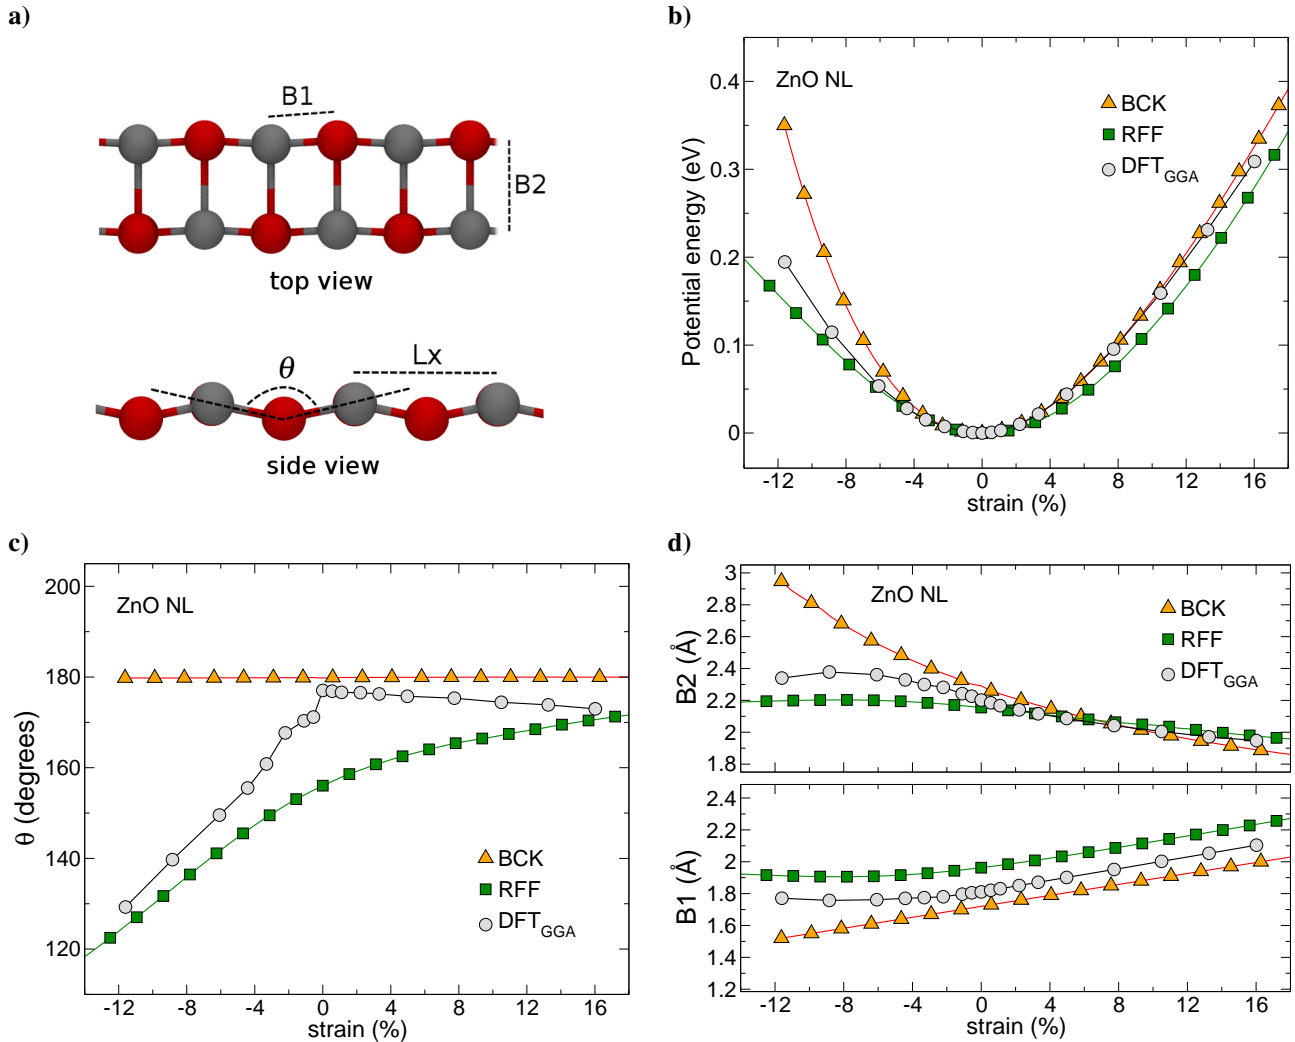 a)
B1
B2
top view
θ
Lx
side view
b)
0.4
0.3
0.2
0.1
0
Potential energy (eV)
ZnO NL
BCK
RFF
DFT_GGA
-12 -8 -4 0 4 8 12 16
strain (%)
c)
200
180
160
140
120
θ (degrees)
ZnO NL
BCK
RFF
DFT_GGA
-12 -8 -4 0 4 8 12 16
strain (%)
d)
3
2.8
2.6
2.4
2.2
2
1.8
B2 (Å)
ZnO NL
BCK
RFF
DFT_GGA
2.4
2.2
2
1.8
1.6
1.4
1.2
B1 (Å)
-12 -8 -4 0 4 8 12 16
strain (%)